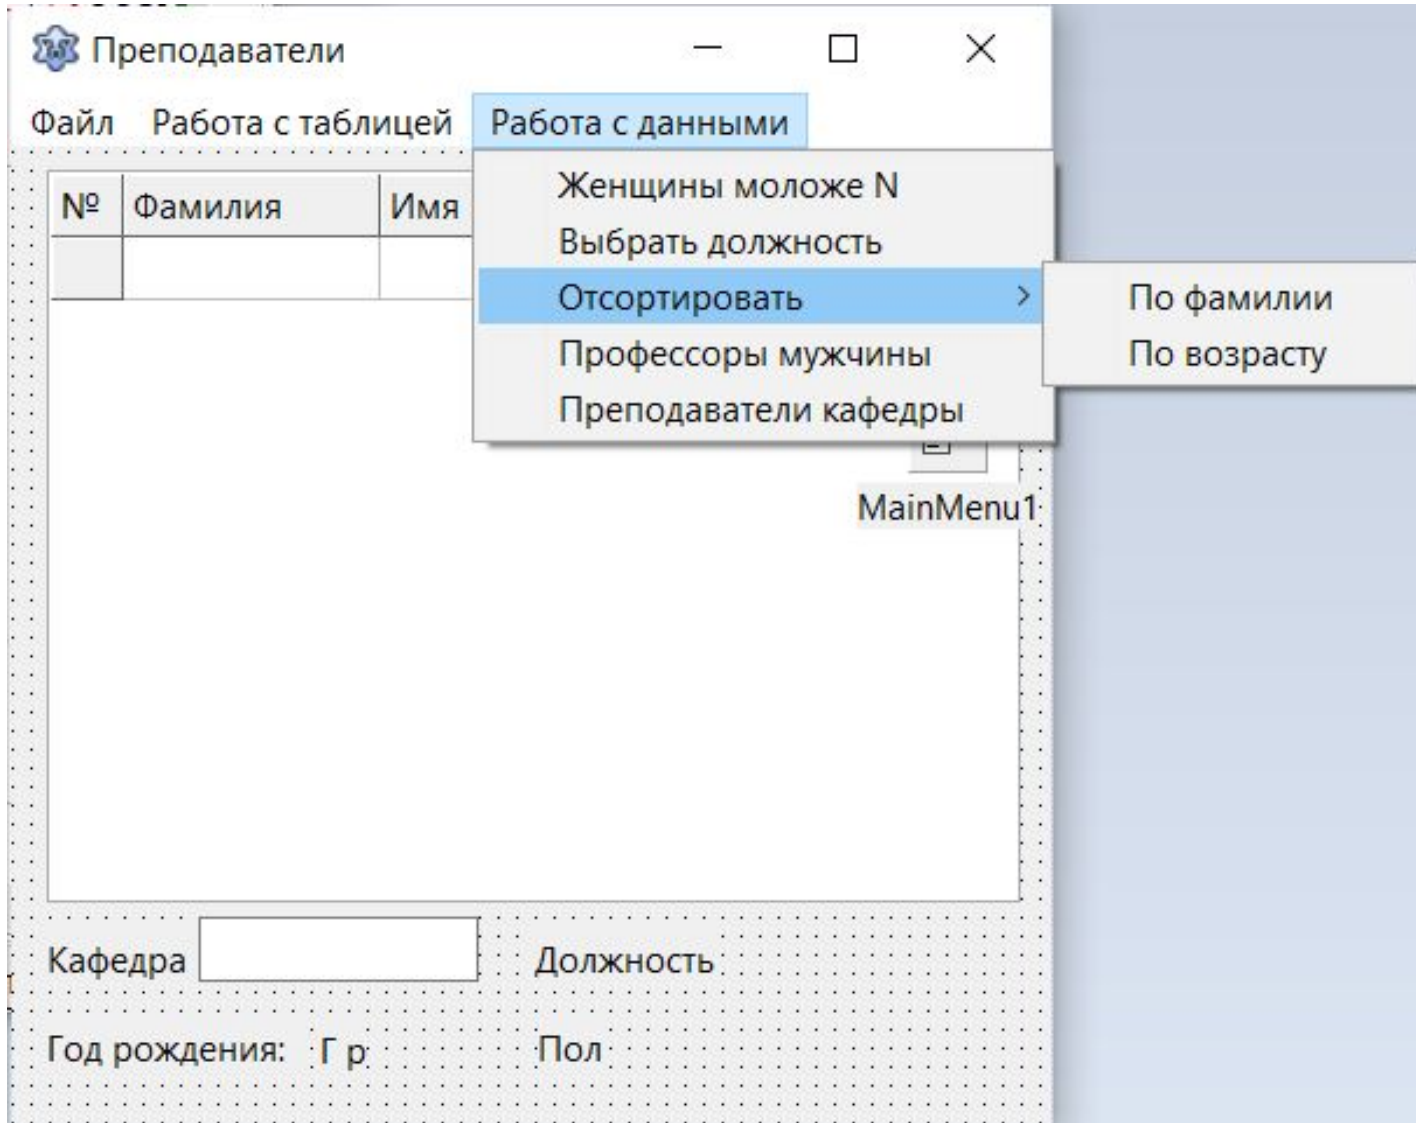 Преподаватели
Файл Работа с таблицей Работа с данными
№ Фамилия Имя
Женщины моложе N
Выбрать должность
Отсортировать
По фамилии
По возрасту
Профессоры мужчины
Преподаватели кафедры
MainMenu1
Кафедра Должность
Год рождения: Г р Пол